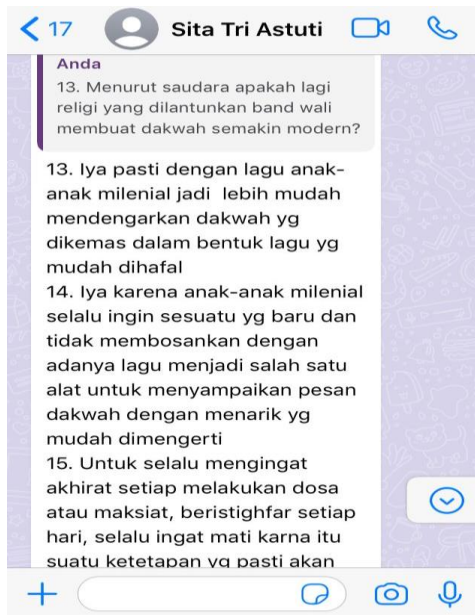 17 Sita Tri Astuti
Anda
13. Menurut saudara apakah lagi
religi yang dilantunkan band wali
membuat dakwah semakin modern?
13. Iya pasti dengan lagu anak-
anak milenial jadi lebih mudah
mendengarkan dakwah yg
dikemas dalam bentuk lagu yg
mudah dihafal
14. Iya karena anak-anak milenial
selalu ingin sesuatu yg baru dan
tidak membosankan dengan
adanya lagu menjadi salah satu
alat untuk menyampaikan pesan
dakwah dengan menarik yg
mudah dimengerti
15. Untuk selalu mengingat
akhirat setiap melakukan dosa
atau maksiat, beristighfar setiap
hari, selalu ingat mati karna itu
suatu ketetapan yg pasti akan